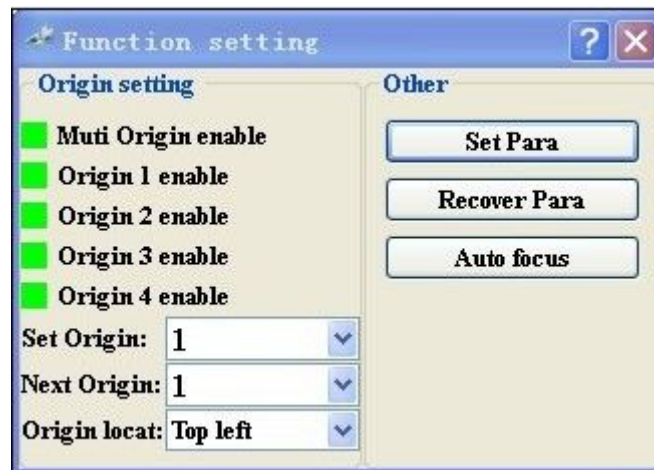 Function setting
Origin setting
Muti Origin enable
Origin 1 enable
Origin 2 enable
Origin 3 enable
Origin 4 enable
Set Origin: 1
Next Origin: 1
Origin locat: Top left
Other
Set Para
Recover Para
Auto focus